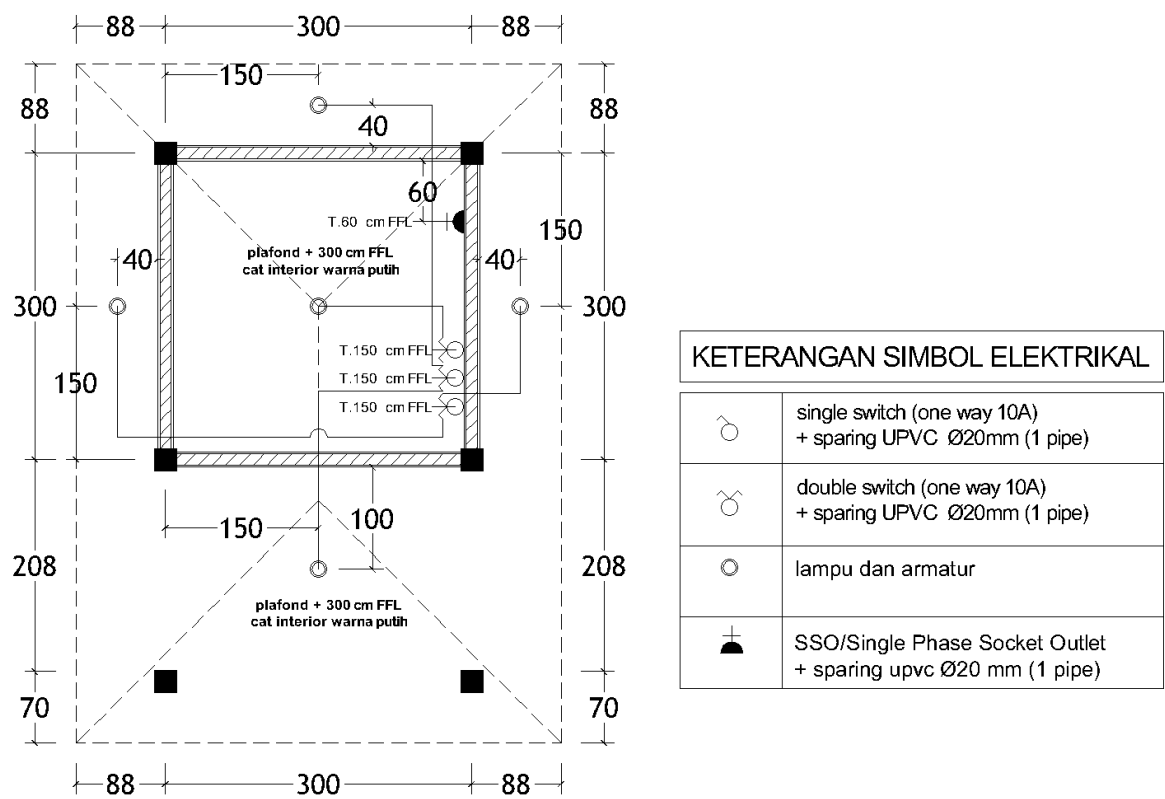 88 300 88
150
88 88
40
60
T.60 cm FFL
150
plafond + 300 cm FFL
cat interior warna putih
40 40
300 300
T.150 cm FFL
T.150 cm FFL
150
T.150 cm FFL
150 100
208 208
plafond + 300 cm FFL
cat interior warna putih
70 70
88 300 88
KETERANGAN SIMBOL ELEKTRIKAL
single switch (one way 10A)
+ sparing UPVC Ø20mm (1 pipe)
double switch (one way 10A)
+ sparing UPVC Ø20mm (1 pipe)
lampu dan armatur
SSO/Single Phase Socket Outlet
+ sparing upvc Ø20 mm (1 pipe)